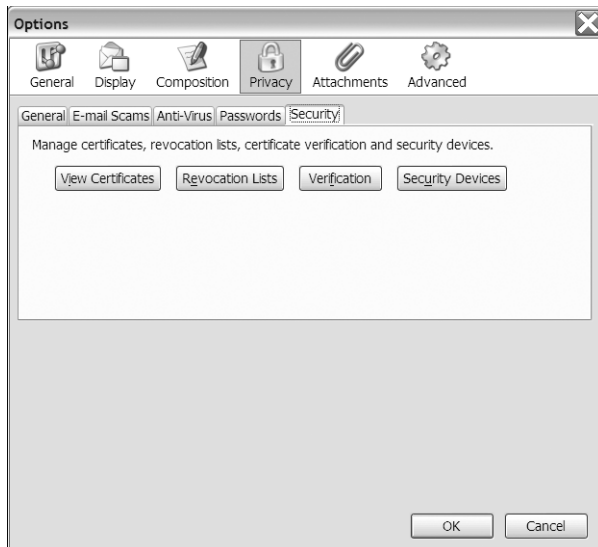 Options
General Display Composition Privacy Attachments Advanced
General E-mail Scams Anti-Virus Passwords Security
Manage certificates, revocation lists, certificate verification and security devices.
View Certificates Revocation Lists Verification Security Devices
OK Cancel